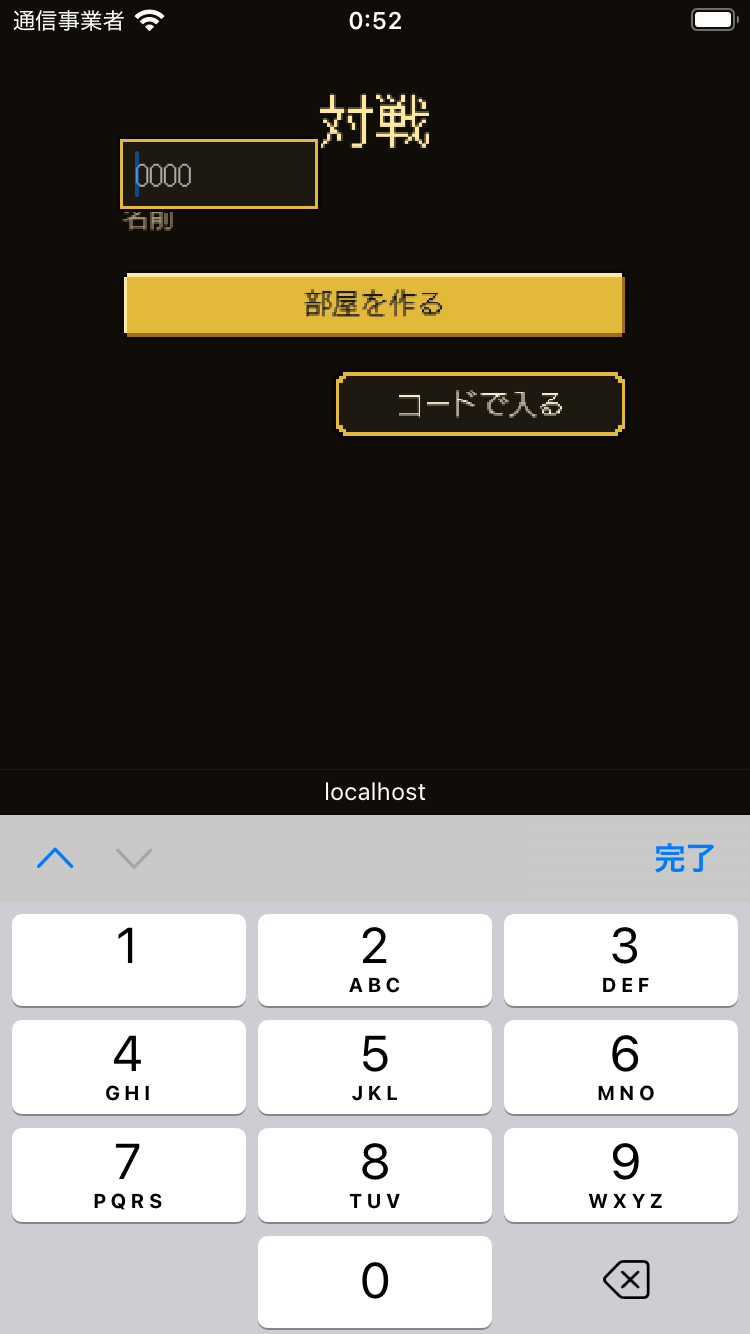 通信事業者 0:52
対戦
0000
名前
部屋を作る
コードで入る
localhost
完了
1
2 ABC
3 DEF
4 GHI
5 JKL
6 MNO
7 PQRS
8 TUV
9 WXYZ
0